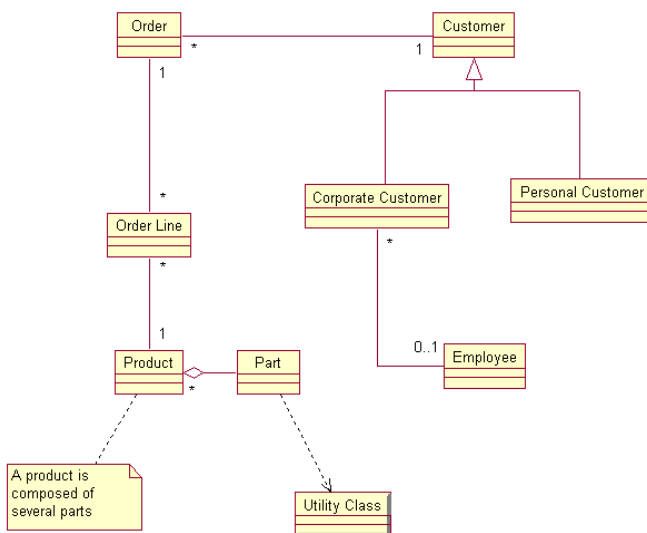 Order
Customer
*
1
1
*
Corporate Customer
Personal Customer
Order Line
*
*
1
0..1
Employee
Product
*
Part
A product is
composed of
several parts
Utility Class